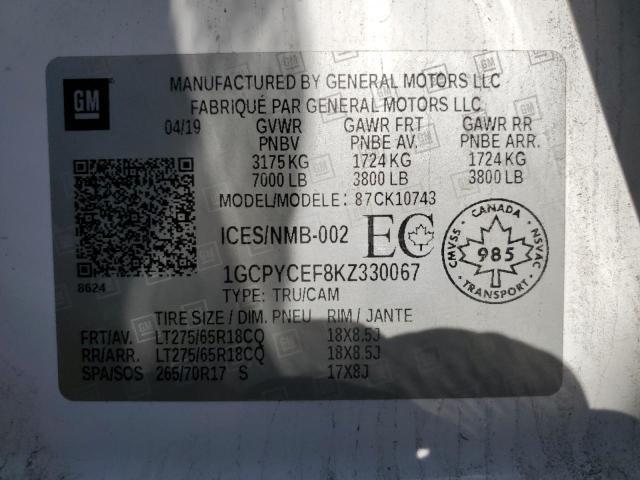 GM
MANUFACTURED BY GENERAL MOTORS LLC
FABRIQUÉ PAR GENERAL MOTORS LLC
04/19 GVWR GAWR FRT GAWR RR
PNBV PNBE AV. PNBE ARR.
3175 KG 1724 KG 1724 KG
7000 LB 3800 LB 3800 LB
MODEL/MODELE: 87CK10743
ICES/NMB-002 EC
CANADA
CMVSS 985 NSVAC
TRANSPORT
8624
1GCPYCEF8KZ330067
TYPE: TRU/CAM
TIRE SIZE / DIM. PNEU RIM / JANTE
FRT/AV. LT275/65R18CQ 18X8.5J
RR/ARR. LT275/65R18CQ 18X8.5J
SPA/SOS 265/70R17 S 17X8J